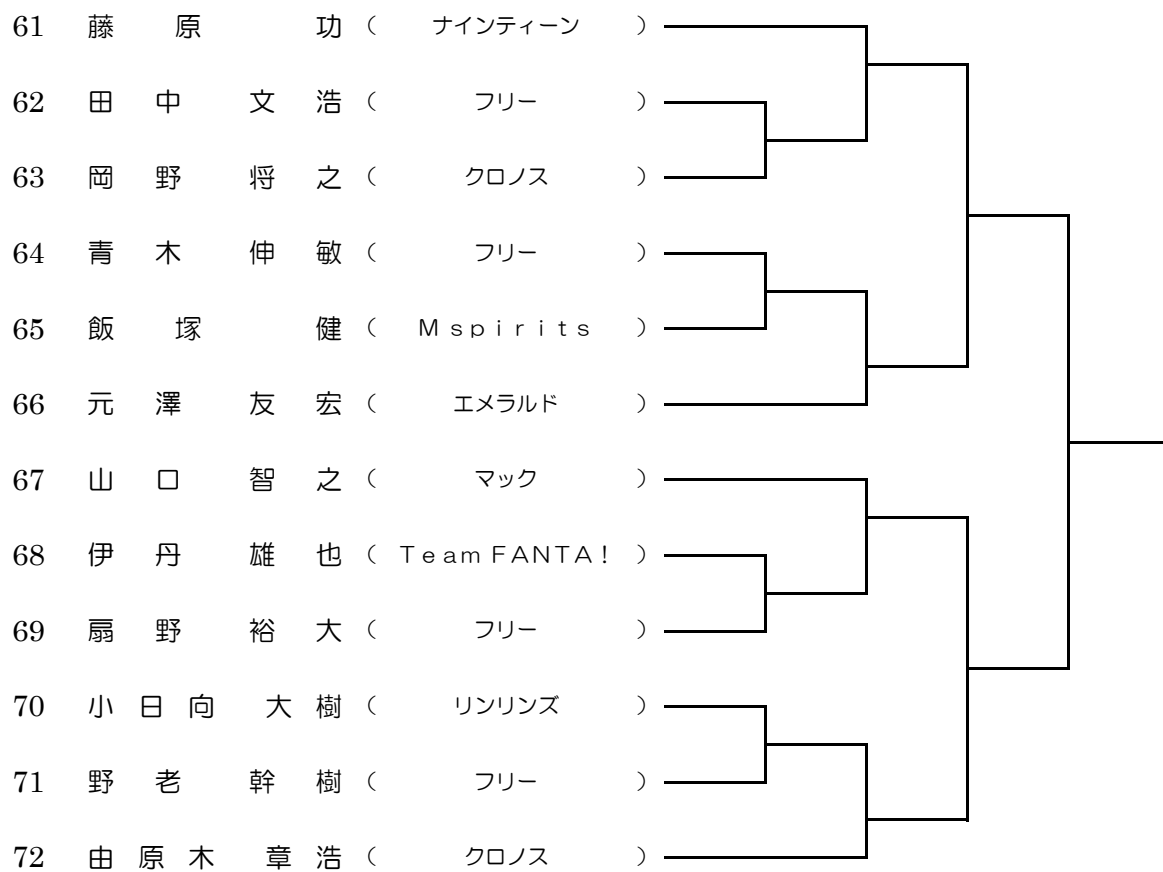 61 藤原 功 ( ナインティーン )
62 田中 文浩 ( フリー )
63 岡野 将之 ( クロノス )
64 青木 伸敏 ( フリー )
65 飯塚 健 ( Ｍｓｐｉｒｉｔｓ )
66 元澤 友宏 ( エメラルド )
67 山口 智之 ( マック )
68 伊丹 雄也 ( Ｔｅａｍ ＦＡＮＴＡ！ )
69 扇野 裕大 ( フリー )
70 小日向 大樹 ( リンリンズ )
71 野老 幹樹 ( フリー )
72 由原木 章浩 ( クロノス )